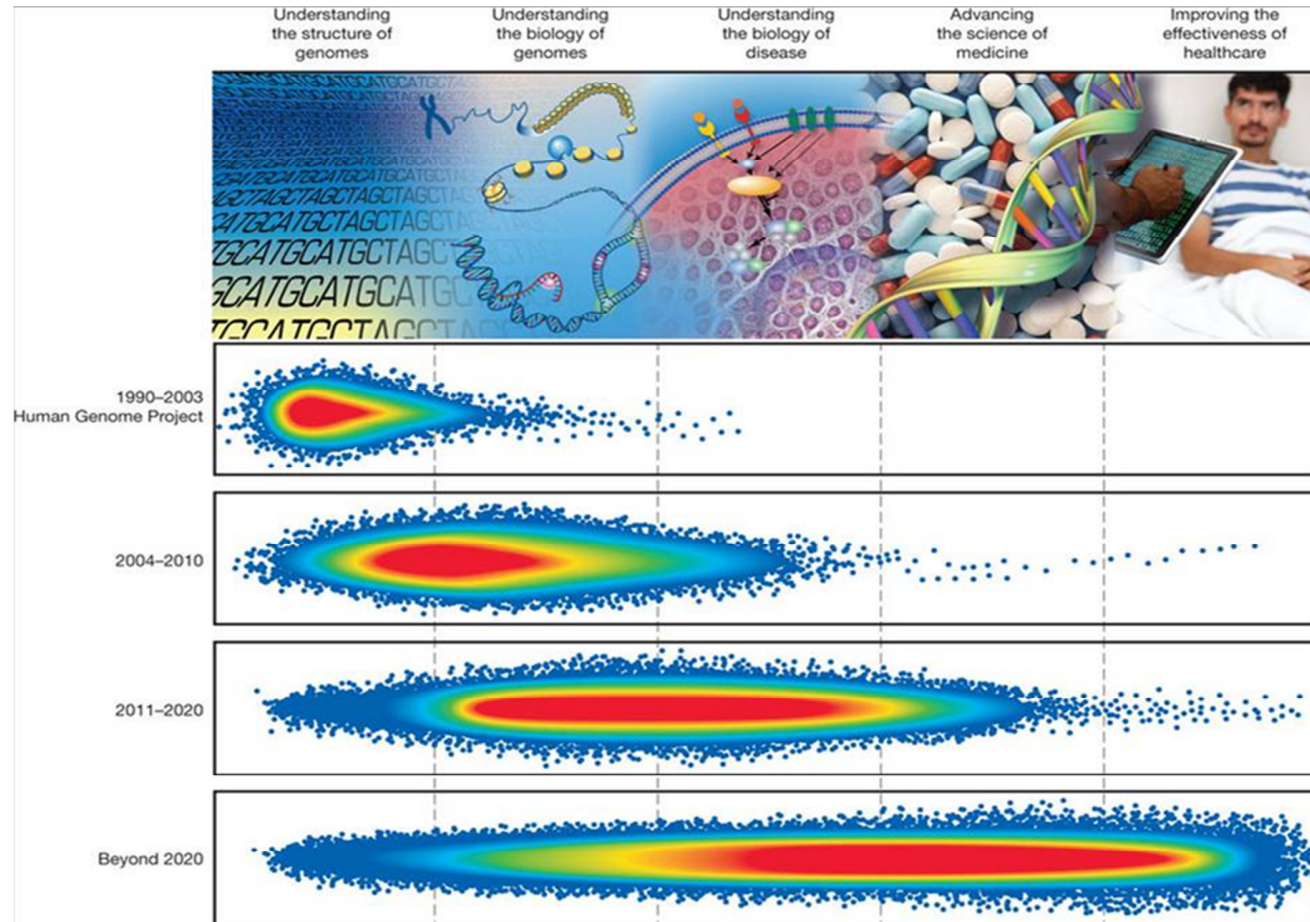 Understanding
the structure of
genomes
Understanding
the biology of
genomes
Understanding
the biology of
disease
Advancing
the science of
medicine
Improving the
effectiveness of
healthcare
1990–2003
Human Genome Project
2004–2010
2011–2020
Beyond 2020